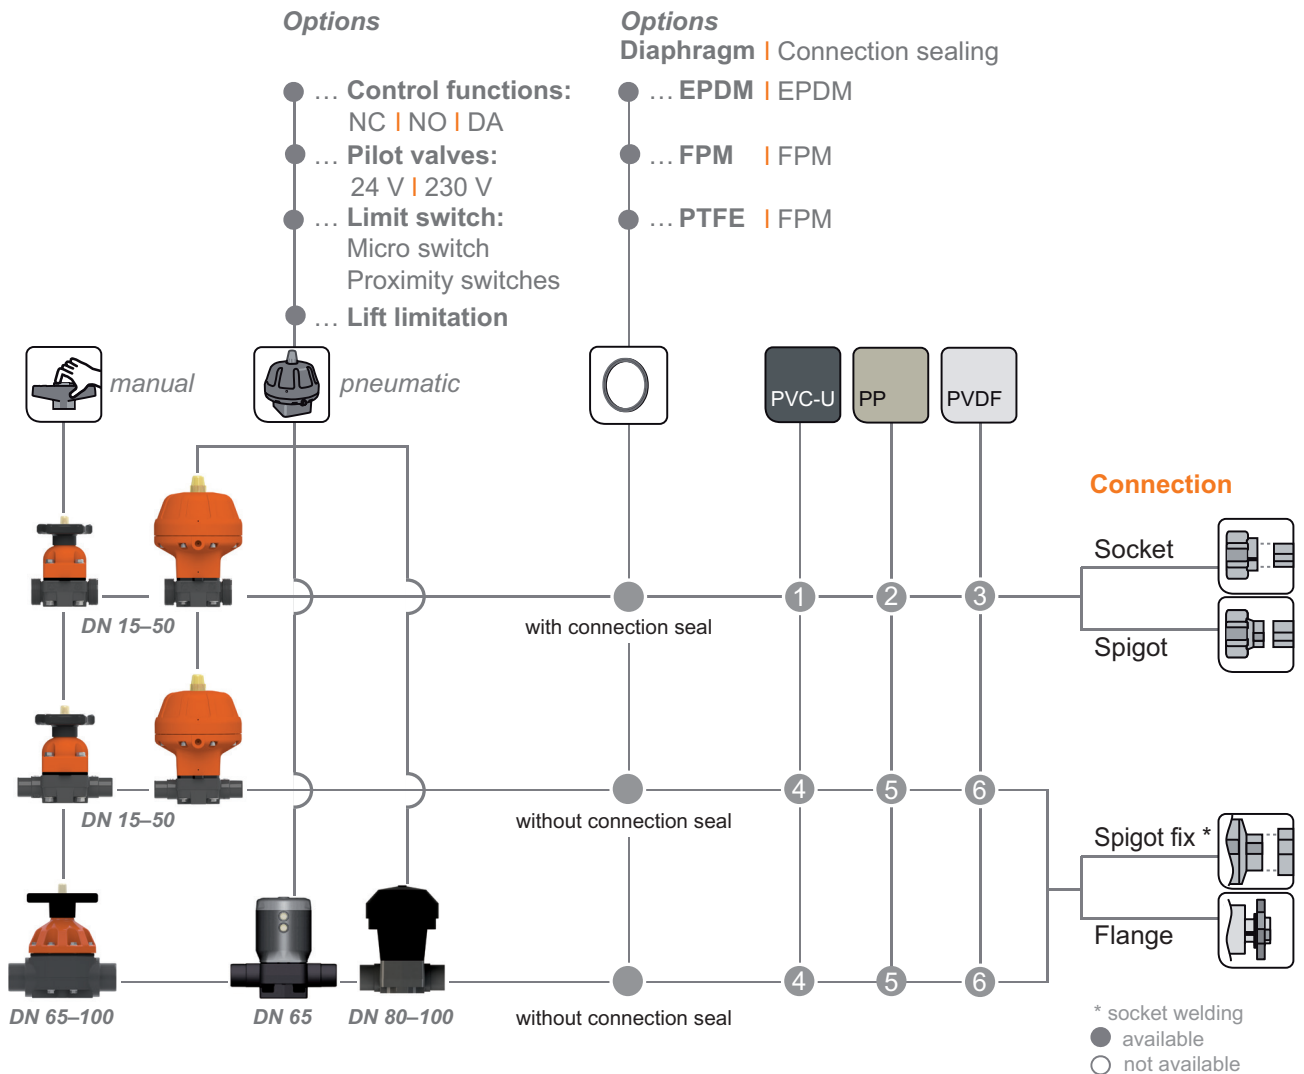 Options
… Control functions:
NC I NO I DA
… Pilot valves:
24 V I 230 V
… Limit switch:
Micro switch
Proximity switches
… Lift limitation
Options
Diaphragm I Connection sealing
… EPDM I EPDM
… FPM I FPM
… PTFE I FPM
manual
pneumatic
PVC-U
PP
PVDF
Connection
Socket
1
2
3
DN 15–50
with connection seal
Spigot
4
5
6
DN 15–50
without connection seal
Spigot fix *
Flange
4
5
6
DN 65–100
DN 65
DN 80–100
without connection seal
* socket welding
available
not available